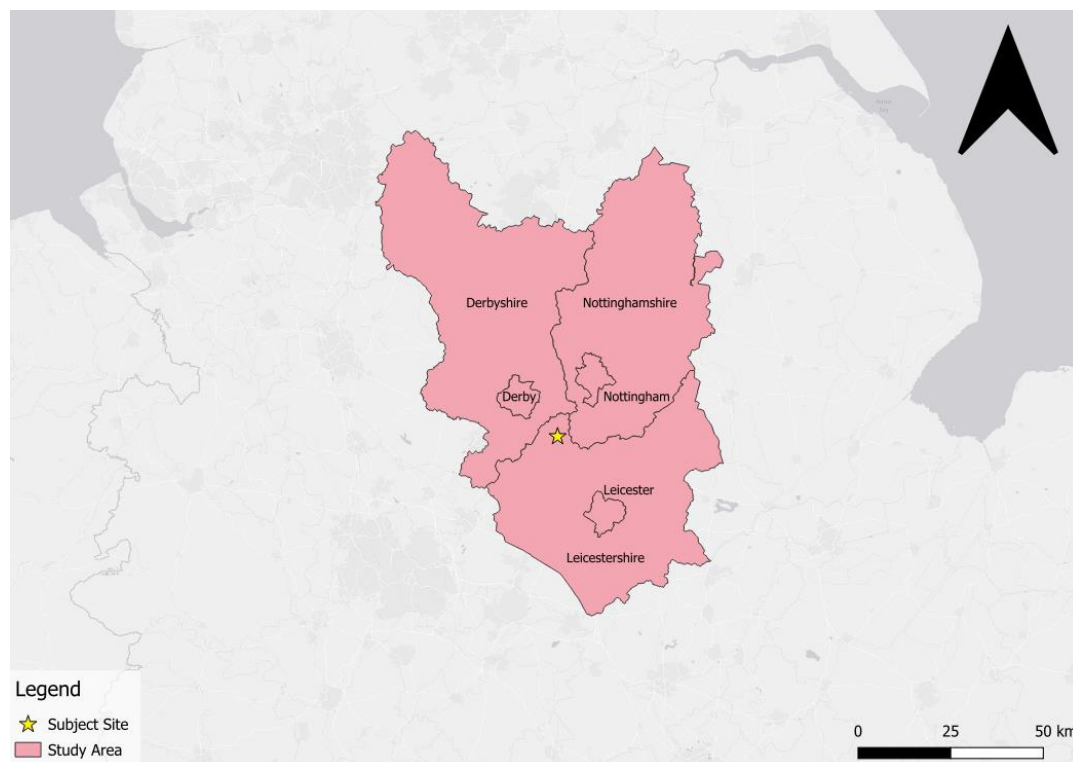 Derbyshire
Nottinghamshire
Derby
Nottingham
Leicester
Leicestershire
Legend
Subject Site
Study Area
0 25 50 km